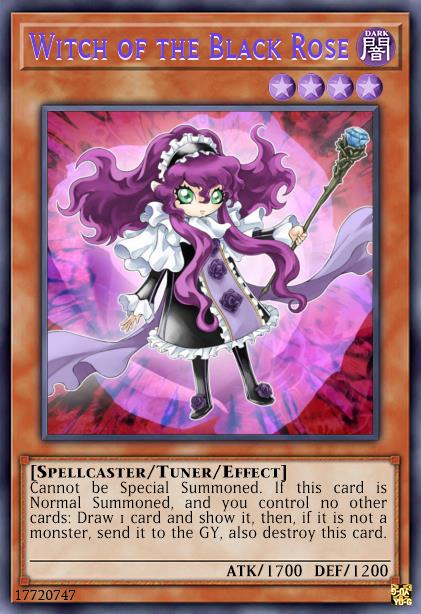 Witch of the Black Rose
DARK
闇
[Spellcaster/Tuner/Effect]
Cannot be Special Summoned. If this card is
Normal Summoned, and you control no other
cards: Draw 1 card and show it, then, if it is not a
monster, send it to the GY, also destroy this card.
ATK/1700 DEF/1200
17720747